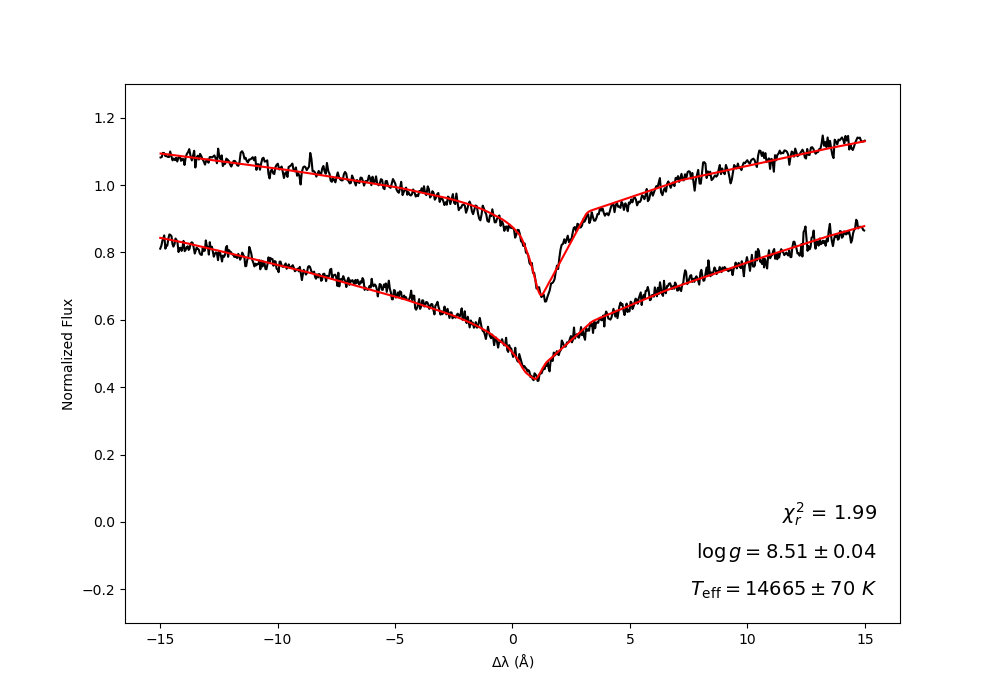 1.2
1.0
0.8
0.6
0.4
0.2
0.0
−0.2
Normalized Flux
χ²ᵣ = 1.99
log g = 8.51 ± 0.04
T_eff = 14665 ± 70 K
−15 −10 −5 0 5 10 15
Δλ (Å)